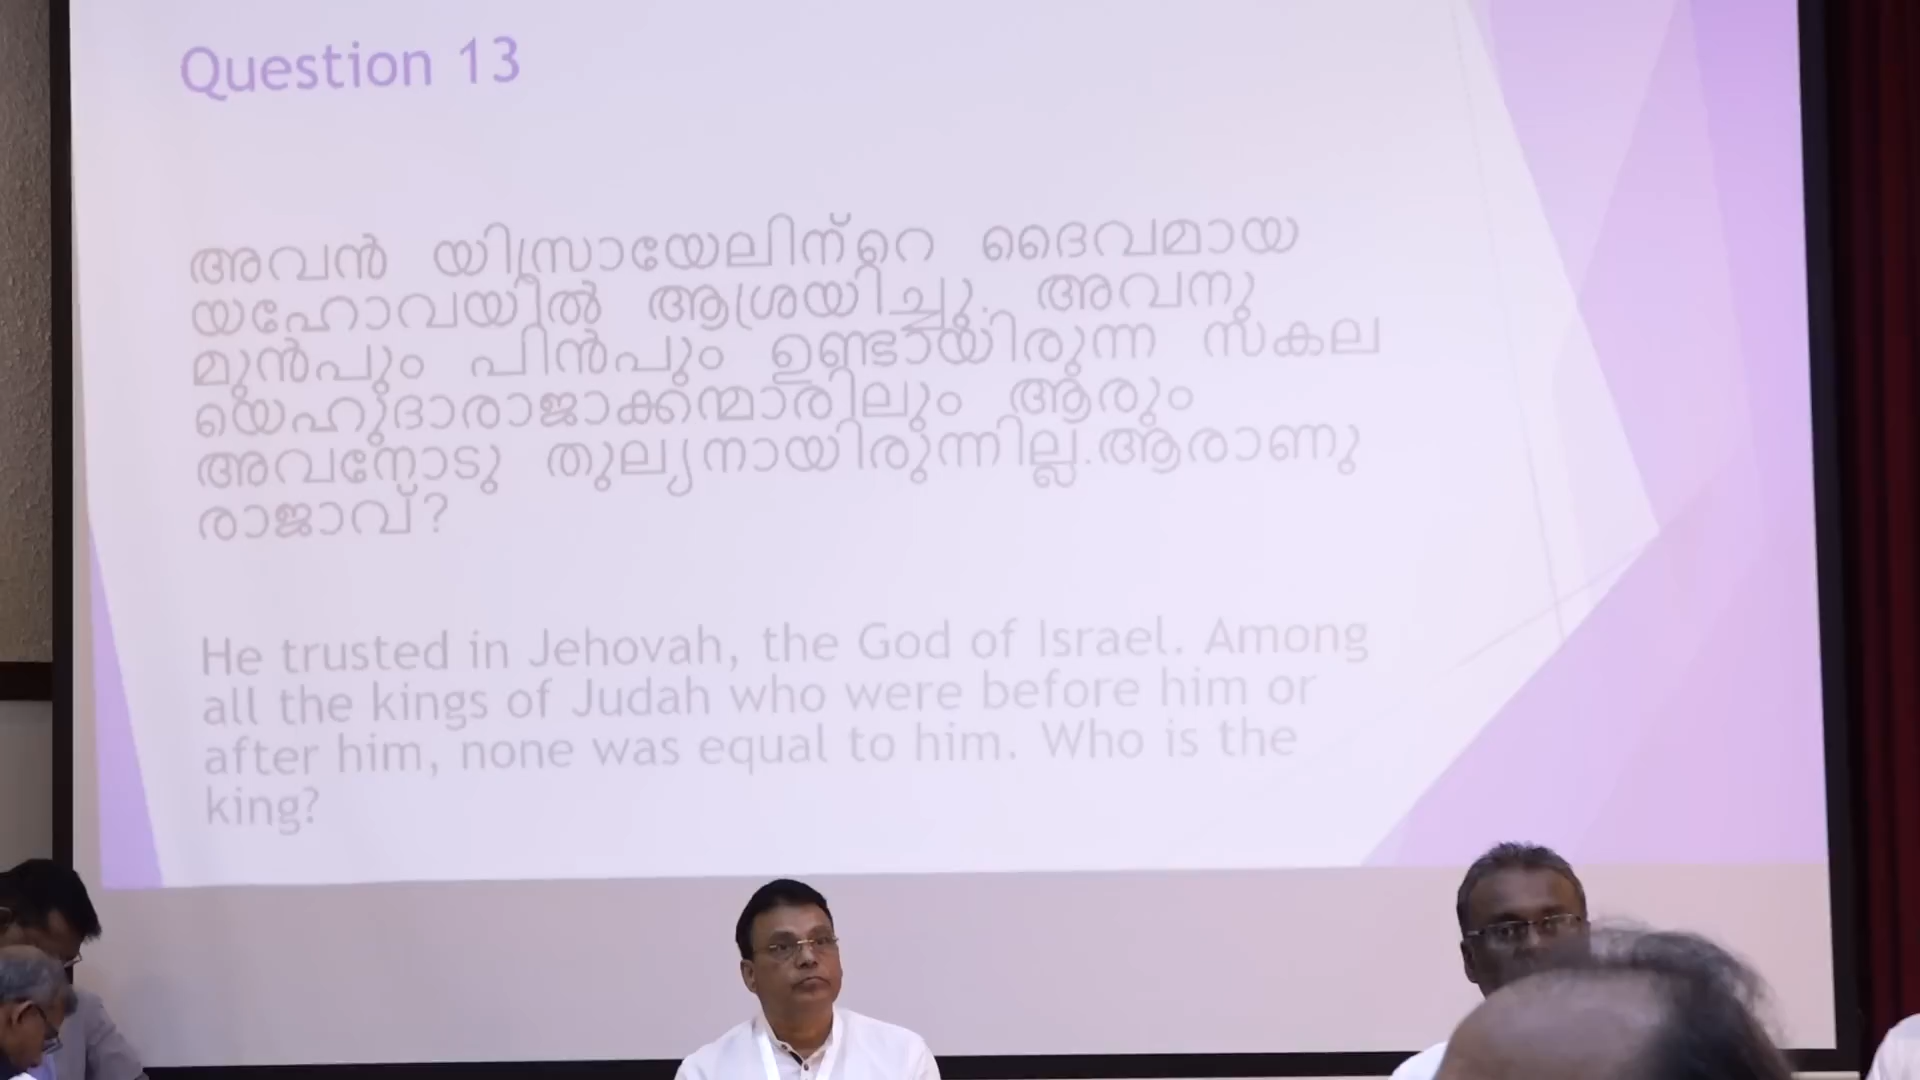 Question 13
അവൻ യിസ്രായേലിന്റെ ദൈവമായ
യഹോവയിൽ ആശ്രയിച്ചു. അവനു
മുൻപും പിൻപും ഉണ്ടായിരുന്ന സകല
യെഹുദാരാജാക്കന്മാരിലും ആരും
അവനോടു തുല്യനായിരുന്നില്ല.ആരാണു
രാജാവ്?
He trusted in Jehovah, the God of Israel. Among
all the kings of Judah who were before him or
after him, none was equal to him. Who is the
king?